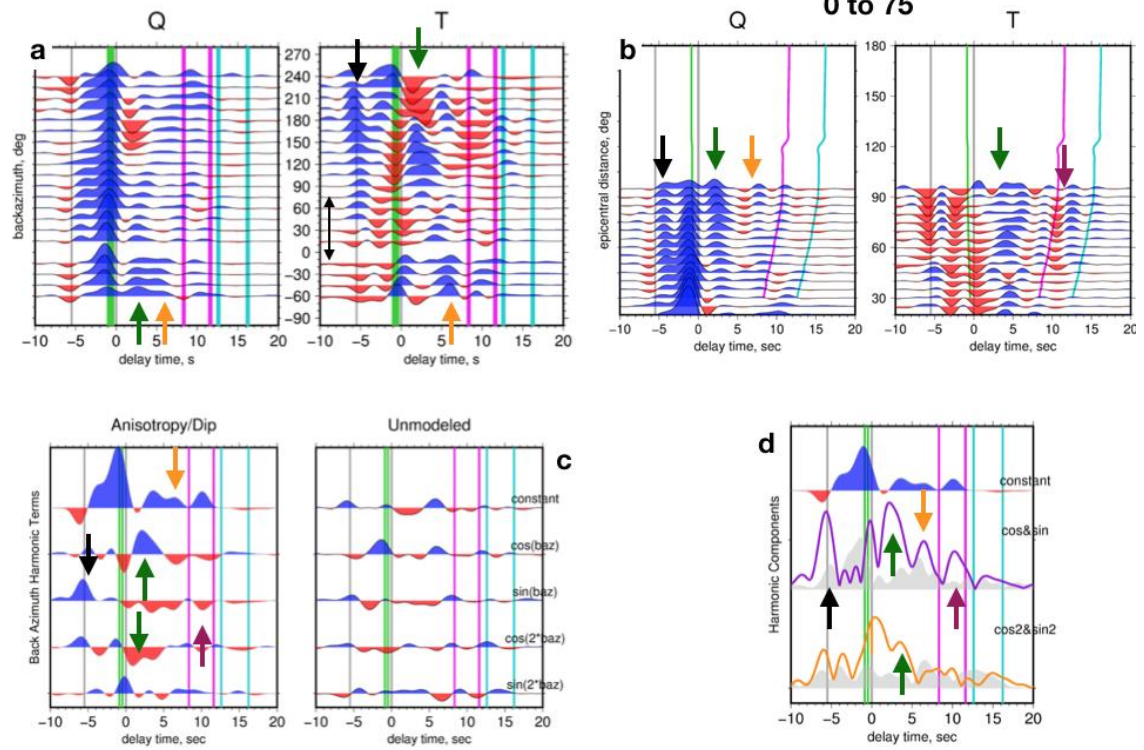 0 to 75
Q
T
Q
T
a
b
270
240
210
180
150
120
90
60
30
0
−30
−60
−90
backazimuth, deg
−10 −5 0 5 10 15 20
delay time, s
−10 −5 0 5 10 15 20
delay time, s
180
150
120
90
60
30
epicentral distance, deg
−10 −5 0 5 10 15 20
delay time, sec
180
150
120
90
60
30
−10 −5 0 5 10 15 20
delay time, sec
Anisotropy/Dip
Unmodeled
c
Back Azimuth Harmonic Terms
constant
cos(baz)
sin(baz)
cos(2*baz)
sin(2*baz)
−10 −5 0 5 10 15 20
delay time, sec
−10 −5 0 5 10 15 20
delay time, sec
d
Harmonic Components
constant
cos&sin
cos2&sin2
−10 −5 0 5 10 15 20
delay time, sec